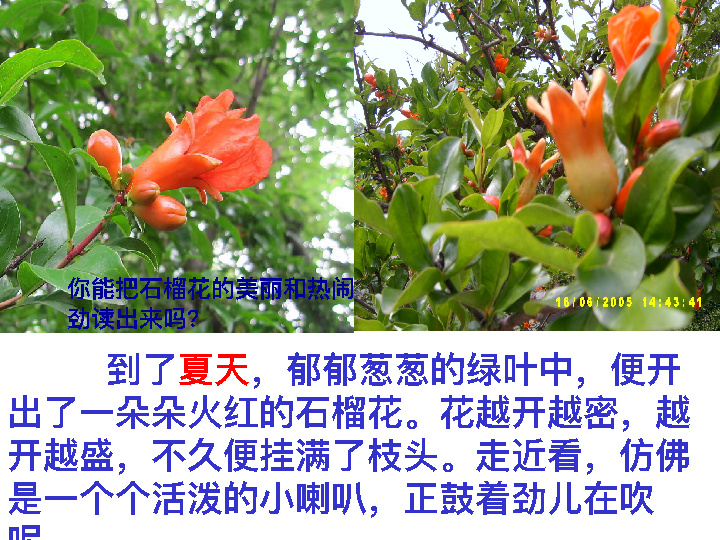 你能把石榴花的美丽和热闹
劲读出来吗?
16/06/2005 14:43:41
到了夏天，郁郁葱葱的绿叶中，便开
出了一朵朵火红的石榴花。花越开越密，越
开越盛，不久便挂满了枝头。走近看，仿佛
是一个个活泼的小喇叭，正鼓着劲儿在吹
呢